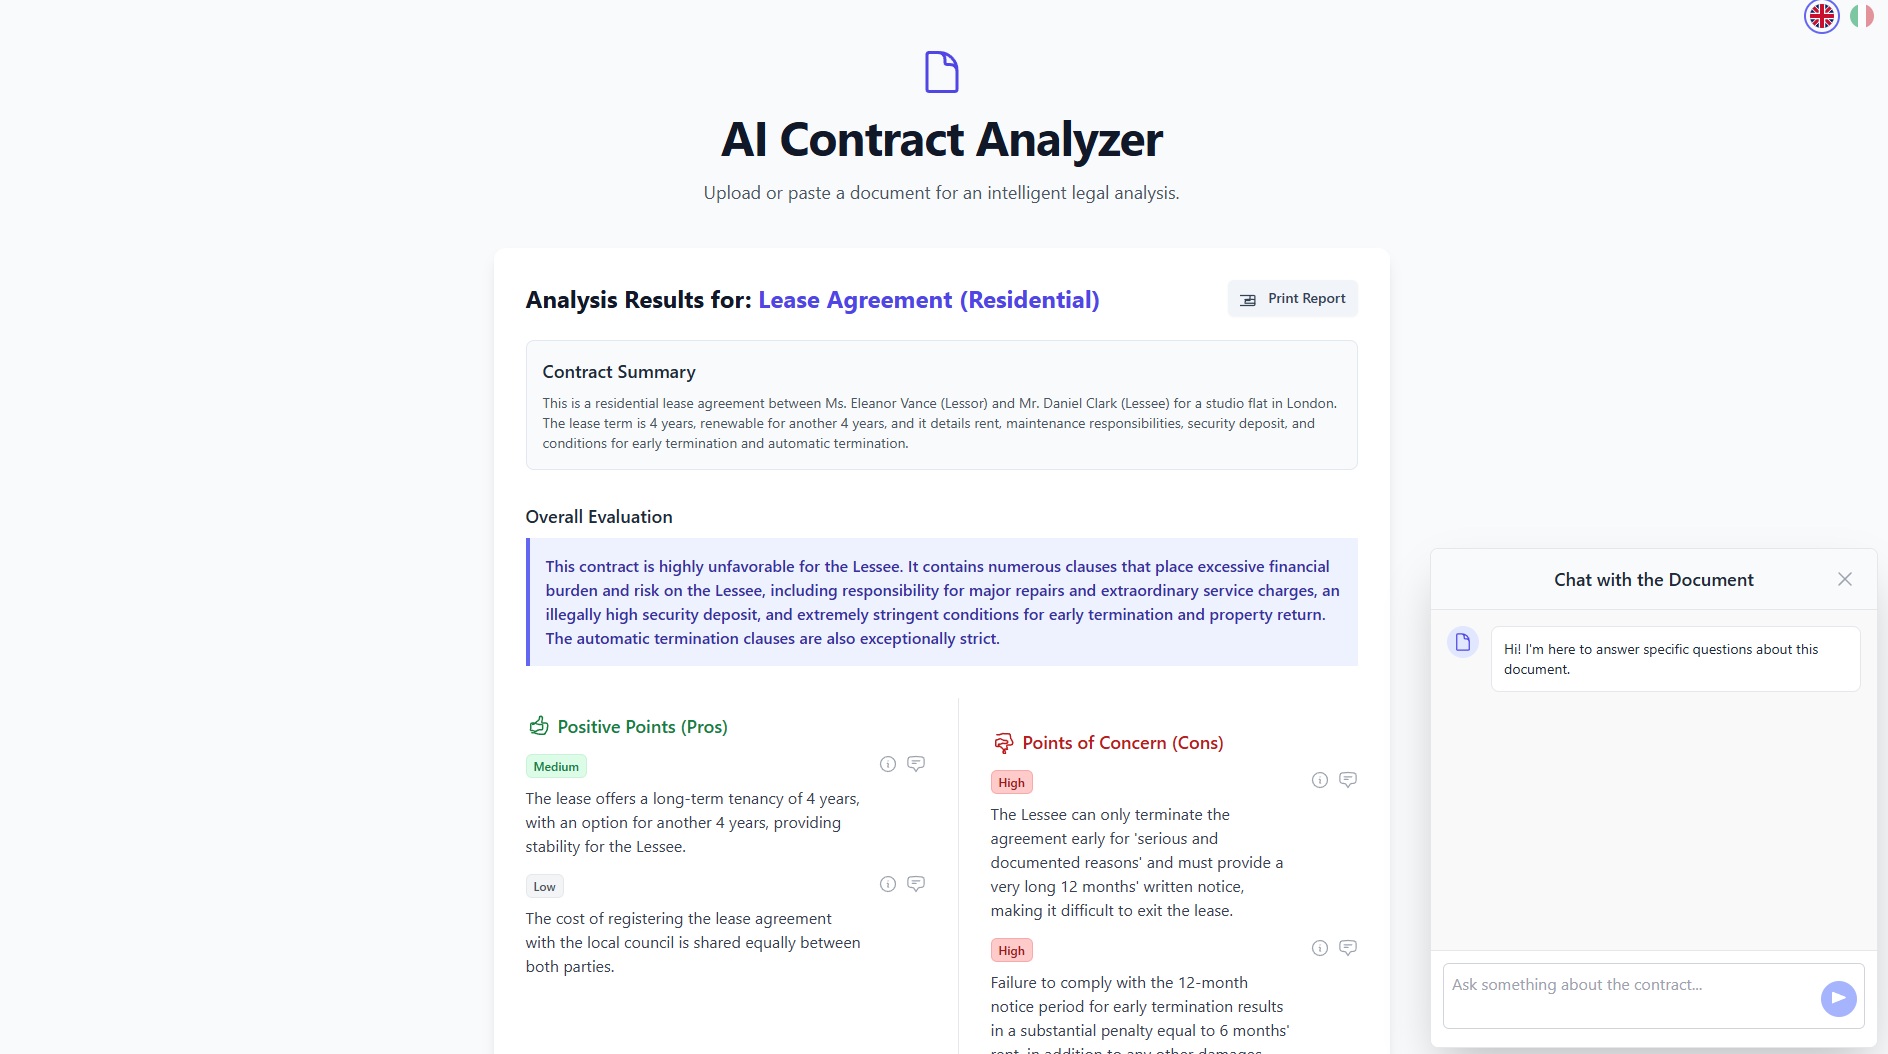 AI Contract Analyzer
Upload or paste a document for an intelligent legal analysis.
Analysis Results for: Lease Agreement (Residential)
Print Report
Contract Summary
This is a residential lease agreement between Ms. Eleanor Vance (Lessor) and Mr. Daniel Clark (Lessee) for a studio flat in London.
The lease term is 4 years, renewable for another 4 years, and it details rent, maintenance responsibilities, security deposit, and
conditions for early termination and automatic termination.
Overall Evaluation
This contract is highly unfavorable for the Lessee. It contains numerous clauses that place excessive financial
burden and risk on the Lessee, including responsibility for major repairs and extraordinary service charges, an
illegally high security deposit, and extremely stringent conditions for early termination and property return.
The automatic termination clauses are also exceptionally strict.
Positive Points (Pros)
Medium
The lease offers a long-term tenancy of 4 years,
with an option for another 4 years, providing
stability for the Lessee.
Low
The cost of registering the lease agreement
with the local council is shared equally between
both parties.
Points of Concern (Cons)
High
The Lessee can only terminate the
agreement early for 'serious and
documented reasons' and must provide a
very long 12 months' written notice,
making it difficult to exit the lease.
High
Failure to comply with the 12-month
notice period for early termination results
in a substantial penalty equal to 6 months'
rent, in addition to any other damages
Chat with the Document
Hi! I'm here to answer specific questions about this
document.
Ask something about the contract...